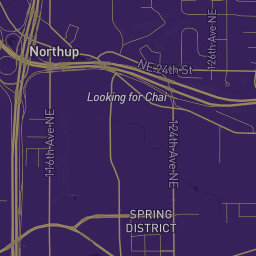 Northup
NE 24th St
126th Ave NE
Looking for Chai
116th Ave NE
124th Ave NE
SPRING
DISTRICT